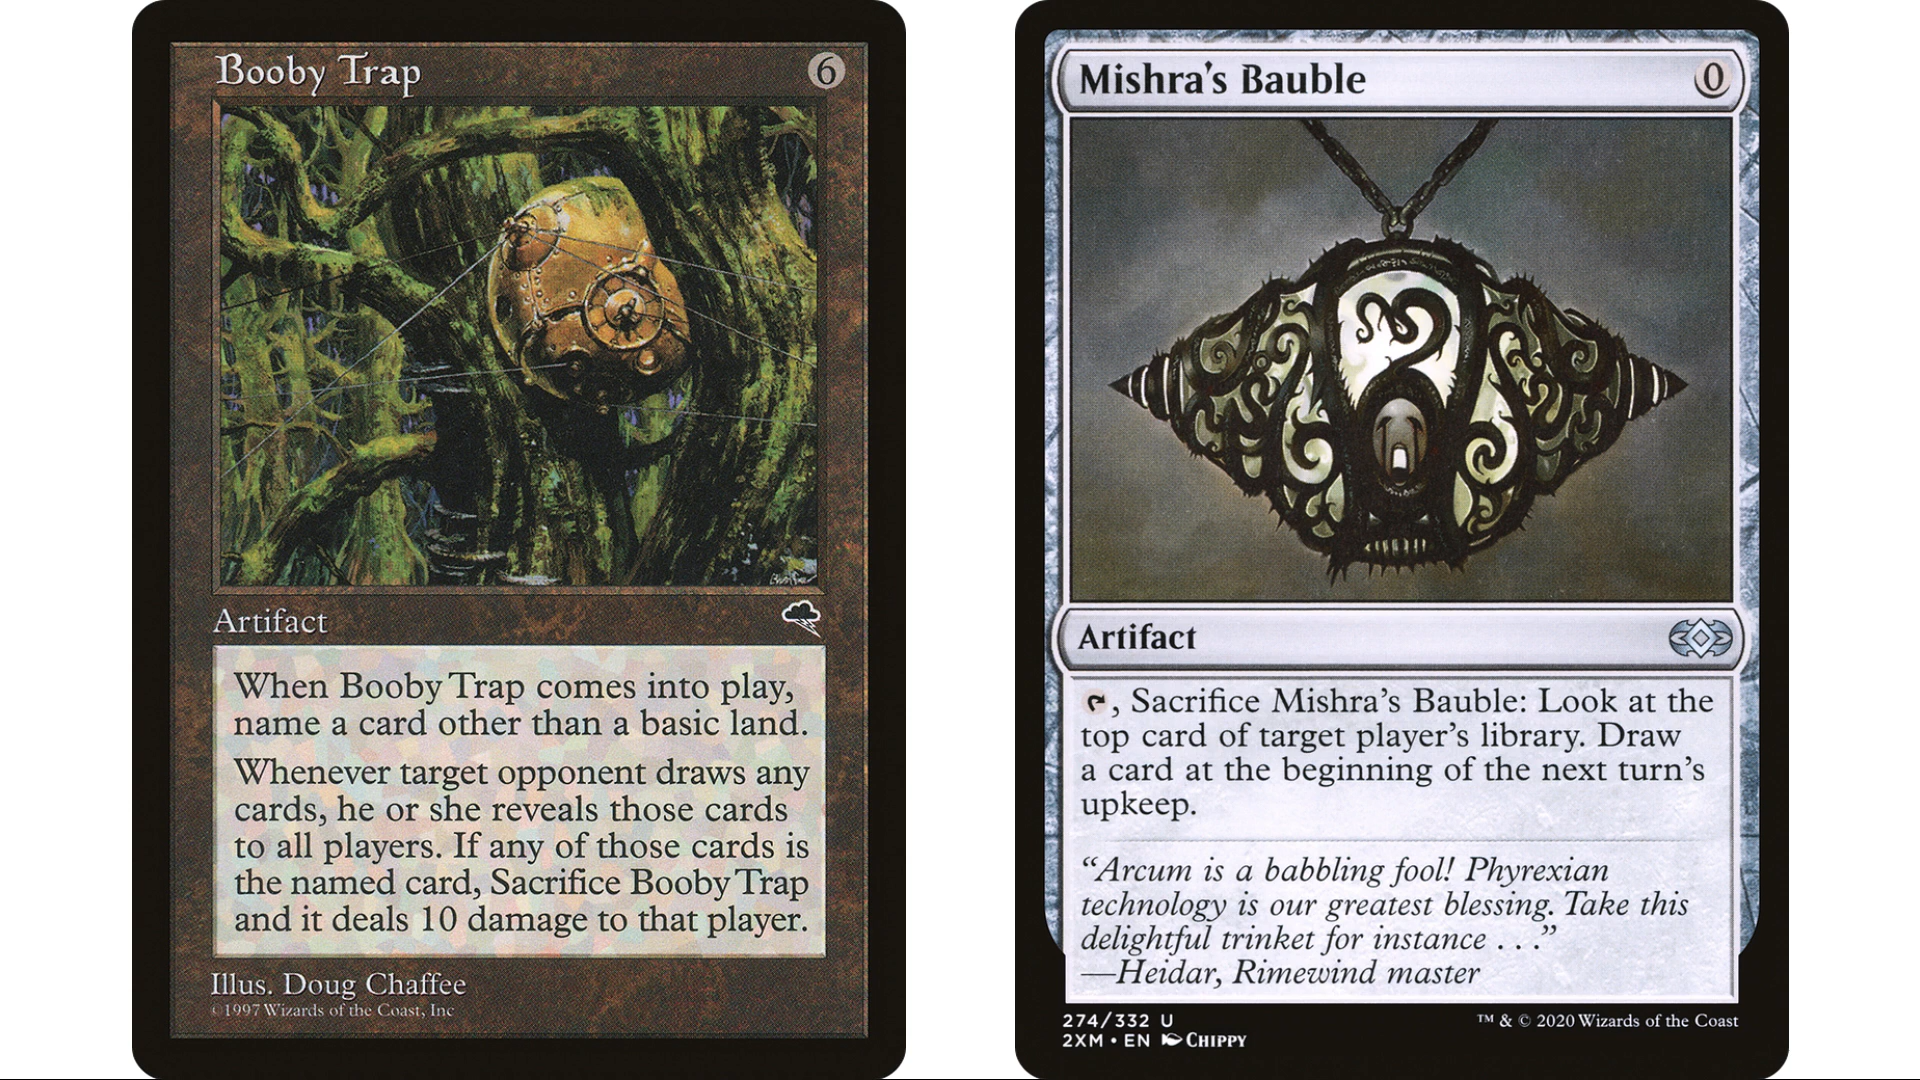 Booby Trap
6
Artifact
When Booby Trap comes into play,
name a card other than a basic land.
Whenever target opponent draws any
cards, he or she reveals those cards
to all players. If any of those cards is
the named card, Sacrifice Booby Trap
and it deals 10 damage to that player.
Illus. Doug Chaffee
©1997 Wizards of the Coast, Inc
Mishra's Bauble
0
Artifact
, Sacrifice Mishra's Bauble: Look at the
top card of target player's library. Draw
a card at the beginning of the next turn's
upkeep.
“Arcum is a babbling fool! Phyrexian
technology is our greatest blessing. Take this
delightful trinket for instance . . .”
—Heidar, Rimewind master
274/332 U
2XM • EN CHIPPY
™ & © 2020 Wizards of the Coast